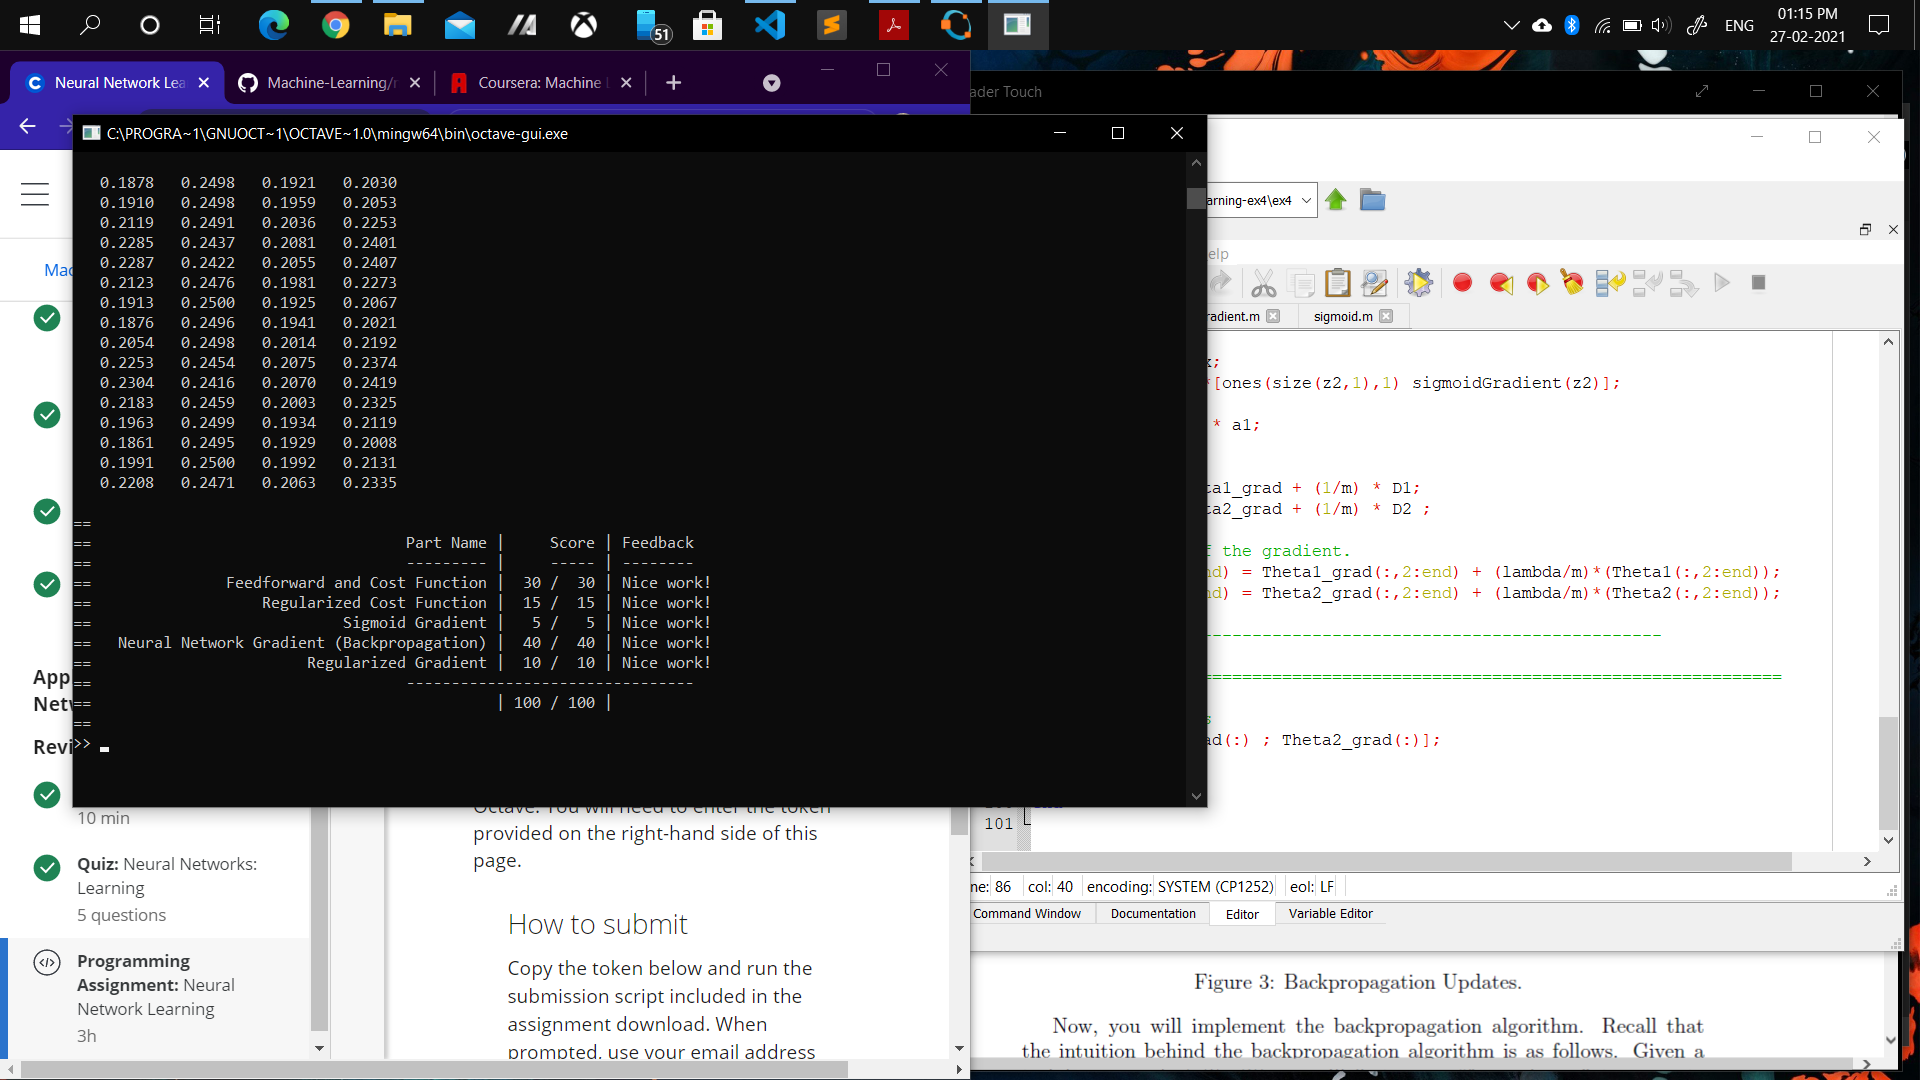 51
ENG
01:15 PM
27-02-2021
Neural Network Lea
Machine-Learning/
Coursera: Machine
ader Touch
C:\PROGRA~1\GNUOCT~1\OCTAVE~1.0\mingw64\bin\octave-gui.exe
0.1878 0.2498 0.1921 0.2030
0.1910 0.2498 0.1959 0.2053
0.2119 0.2491 0.2036 0.2253
0.2285 0.2437 0.2081 0.2401
0.2287 0.2422 0.2055 0.2407
0.2123 0.2476 0.1981 0.2273
0.1913 0.2500 0.1925 0.2067
0.1876 0.2496 0.1941 0.2021
0.2054 0.2498 0.2014 0.2192
0.2253 0.2454 0.2075 0.2374
0.2304 0.2416 0.2070 0.2419
0.2183 0.2459 0.2003 0.2325
0.1963 0.2499 0.1934 0.2119
0.1861 0.2495 0.1929 0.2008
0.1991 0.2500 0.1992 0.2131
0.2208 0.2471 0.2063 0.2335
==
== Part Name | Score | Feedback
== --------- | ----- | --------
== Feedforward and Cost Function | 30 / 30 | Nice work!
== Regularized Cost Function | 15 / 15 | Nice work!
== Sigmoid Gradient | 5 / 5 | Nice work!
== Neural Network Gradient (Backpropagation) | 40 / 40 | Nice work!
== Regularized Gradient | 10 / 10 | Nice work!
== --------------------------------
== | 100 / 100 |
==
>>
Mac
App
Net
Revi
10 min
Quiz: Neural Networks:
Learning
5 questions
Programming
Assignment: Neural
Network Learning
3h
Octave. You will need to enter the token
provided on the right-hand side of this
page.
How to submit
Copy the token below and run the
submission script included in the
assignment download. When
prompted, use your email address
arning-ex4\ex4
elp
radient.m
sigmoid.m
x;
*[ones(size(z2,1),1) sigmoidGradient(z2)];
* a1;
ta1_grad + (1/m) * D1;
ta2_grad + (1/m) * D2 ;
f the gradient.
nd) = Theta1_grad(:,2:end) + (lambda/m)*(Theta1(:,2:end));
nd) = Theta2_grad(:,2:end) + (lambda/m)*(Theta2(:,2:end));
s
ad(:) ; Theta2_grad(:)];
101
ne: 86 col: 40 encoding: SYSTEM (CP1252) eol: LF
Command Window
Documentation
Editor
Variable Editor
Figure 3: Backpropagation Updates.
Now, you will implement the backpropagation algorithm. Recall that
the intuition behind the backpropagation algorithm is as follows. Given a